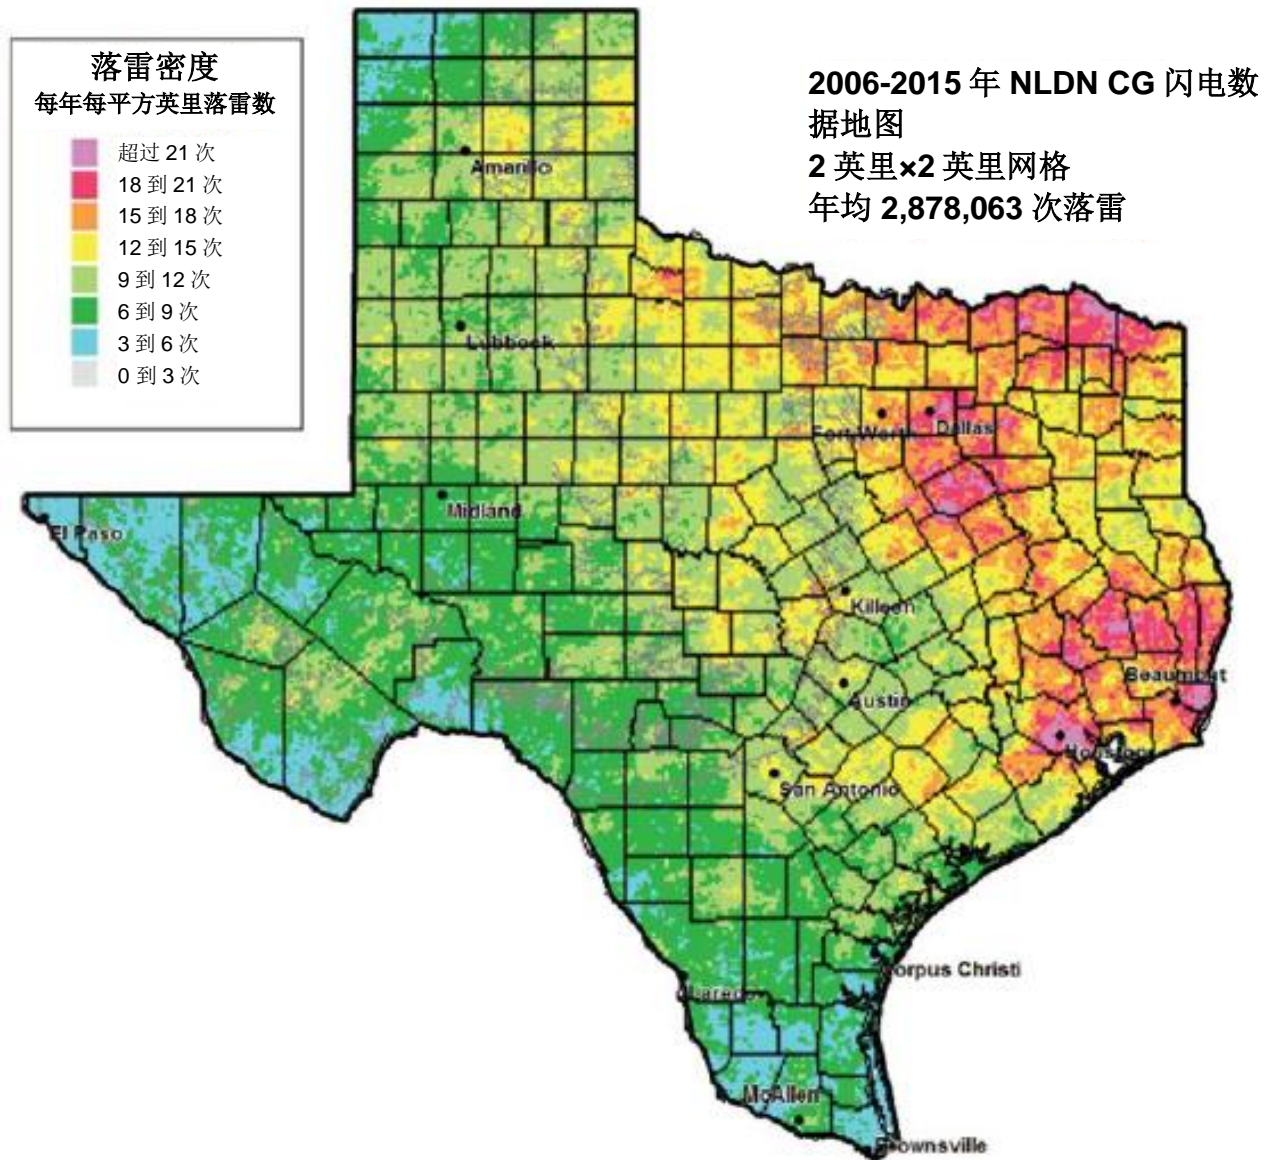 落雷密度
每年每平方英里落雷数
超过 21 次
18 到 21 次
15 到 18 次
12 到 15 次
9 到 12 次
6 到 9 次
3 到 6 次
0 到 3 次
2006-2015 年 NLDN CG 闪电数
据地图
2 英里×2 英里网格
年均 2,878,063 次落雷
Amarillo
Lubbock
Fort Worth
Dallas
Midland
El Paso
Killeen
Beaumont
Austin
Houston
San Antonio
Corpus Christi
Laredo
McAllen
Brownsville